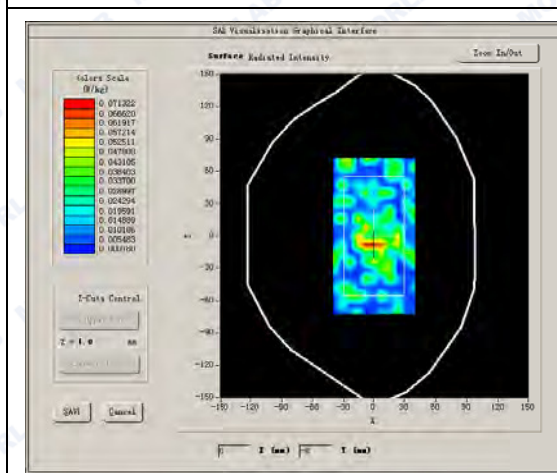 SAR Visualisation Graphical Interface
Surface Radiated Intensity
Zoom In/Out
Colors Scale
(W/kg)
0.071322
0.066620
0.061917
0.057214
0.052511
0.047808
0.043105
0.038403
0.033700
0.028997
0.024294
0.019591
0.014889
0.010186
0.005483
0.000780
150
120
90
60
30
0
-30
-60
-90
-120
-150
Y
-150 -120 -90 -60 -30 0 30 60 90 120 150
X
Z-Cuts Control
Z = 4.0 mm
SAVE
Cancel
X (mm)
Y (mm)